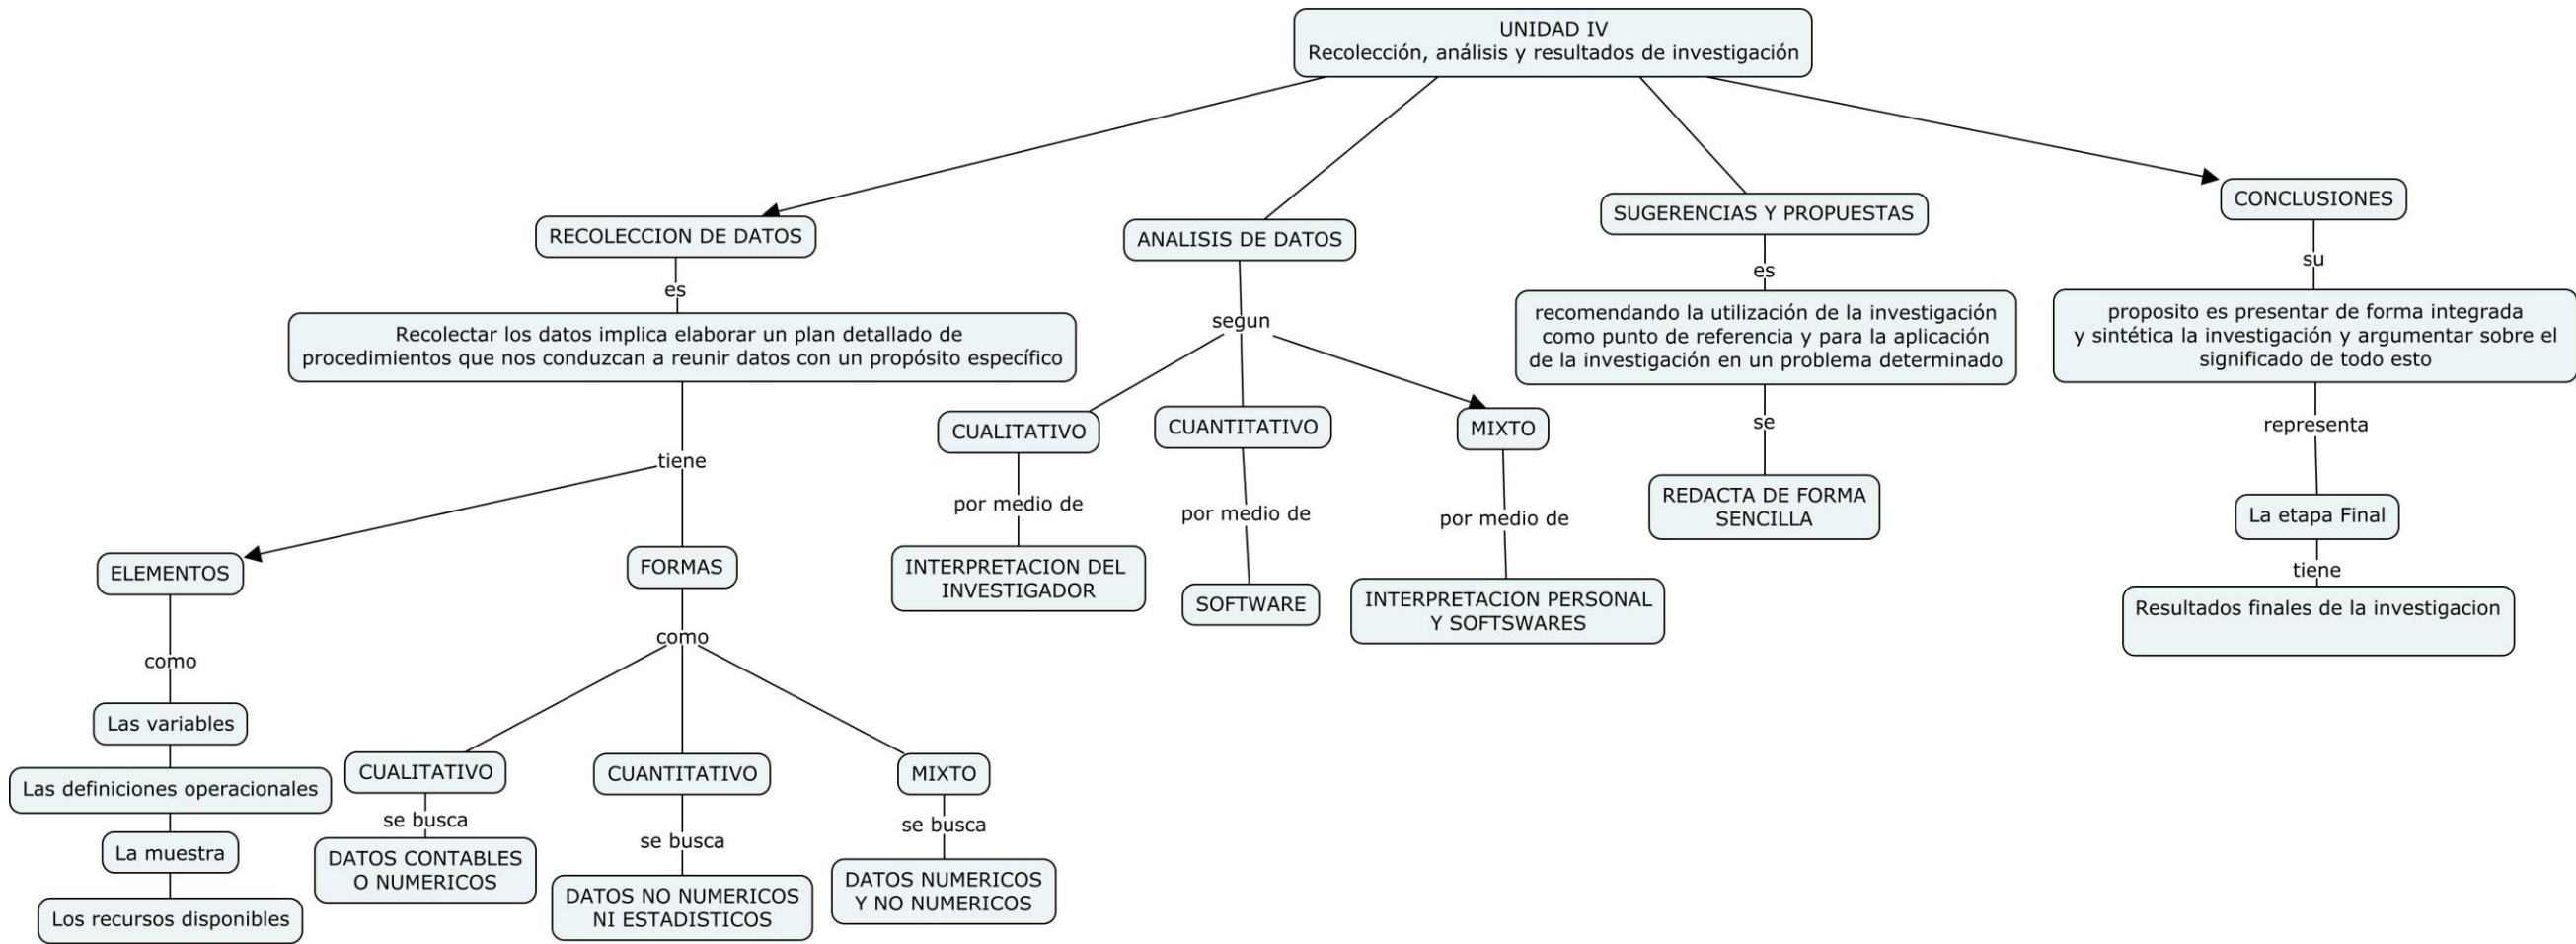 UNIDAD IV
Recolección, análisis y resultados de investigación
RECOLECCION DE DATOS
es
Recolectar los datos implica elaborar un plan detallado de
procedimientos que nos conduzcan a reunir datos con un propósito específico
tiene
ELEMENTOS
como
Las variables
Las definiciones operacionales
La muestra
Los recursos disponibles
FORMAS
como
CUALITATIVO
se busca
DATOS CONTABLES
O NUMERICOS
CUANTITATIVO
se busca
DATOS NO NUMERICOS
NI ESTADISTICOS
MIXTO
se busca
DATOS NUMERICOS
Y NO NUMERICOS
ANALISIS DE DATOS
segun
CUALITATIVO
por medio de
INTERPRETACION DEL
INVESTIGADOR
CUANTITATIVO
por medio de
SOFTWARE
MIXTO
por medio de
INTERPRETACION PERSONAL
Y SOFTSWARES
SUGERENCIAS Y PROPUESTAS
es
recomendando la utilización de la investigación
como punto de referencia y para la aplicación
de la investigación en un problema determinado
se
REDACTA DE FORMA
SENCILLA
CONCLUSIONES
su
proposito es presentar de forma integrada
y sintética la investigación y argumentar sobre el
significado de todo esto
representa
La etapa Final
tiene
Resultados finales de la investigacion